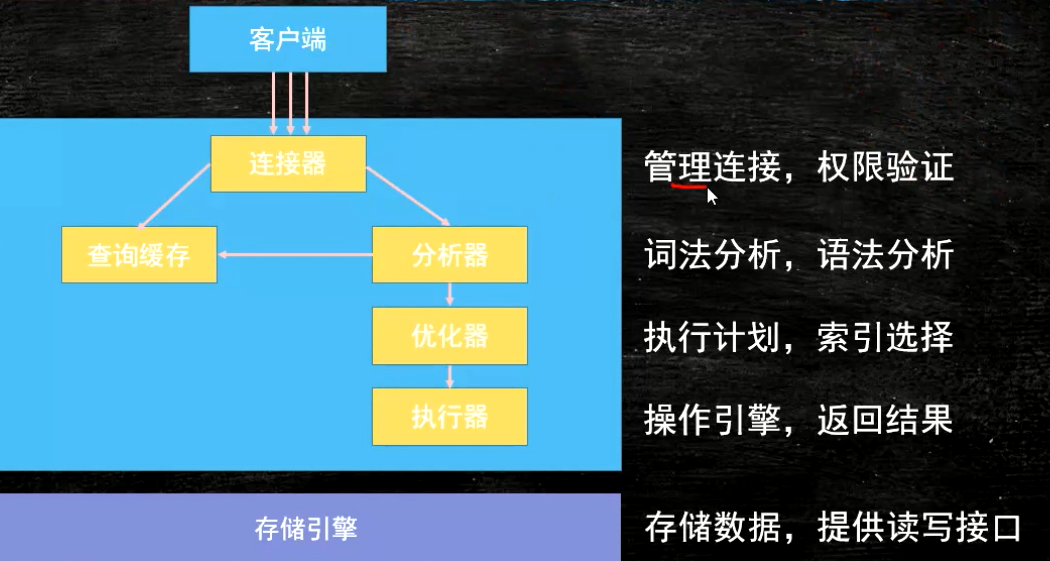 客户端
连接器
管理连接，权限验证
查询缓存
分析器
词法分析，语法分析
优化器
执行计划，索引选择
执行器
操作引擎，返回结果
存储引擎
存储数据，提供读写接口